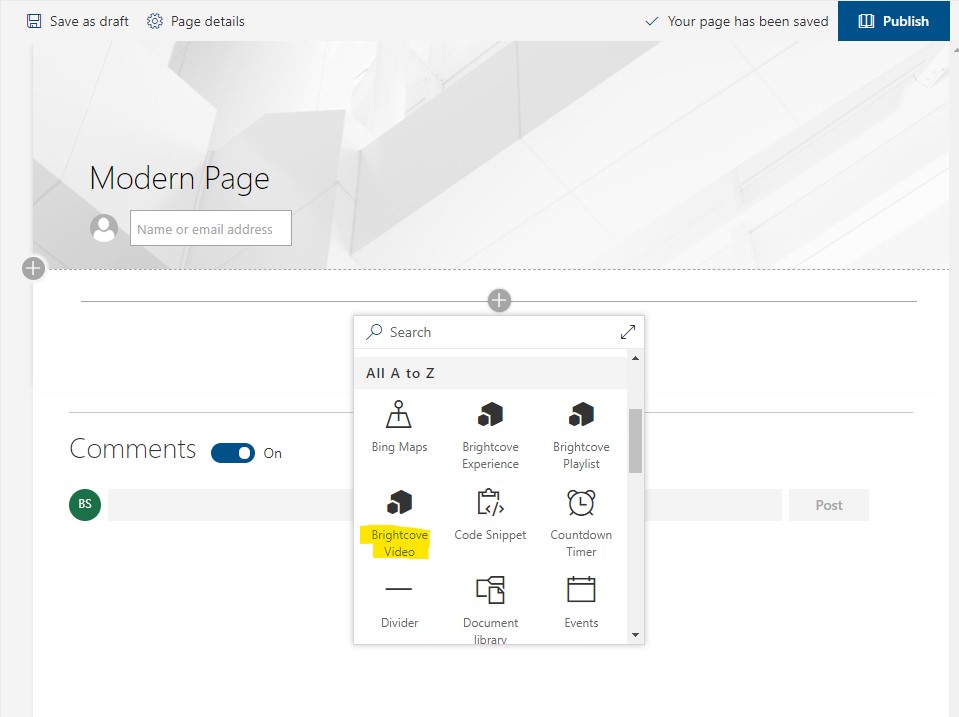 Save as draft Page details Your page has been saved Publish
Modern Page
Name or email address
Search
All A to Z
Bing Maps Brightcove Brightcove
Experience Playlist
Brightcove Code Snippet Countdown
Video Timer
Divider Document Events
library
Comments On
BS Post